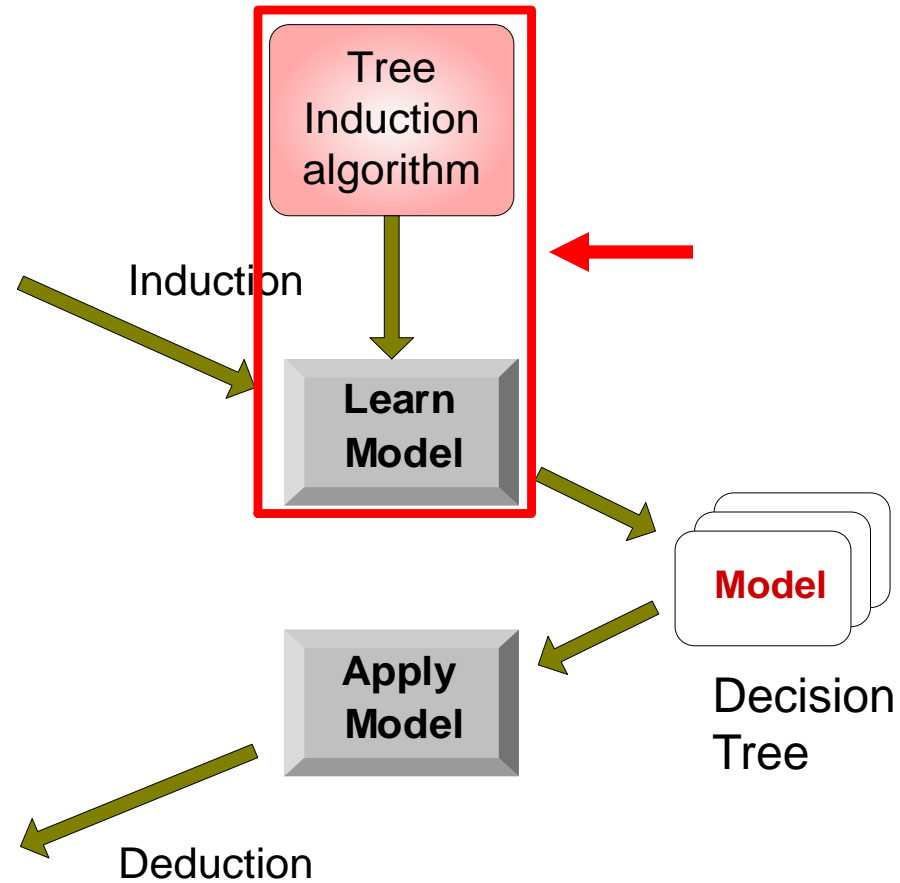 Tree
Induction
algorithm
Induction
Learn
Model
Model
Apply
Model
Decision
Tree
Deduction